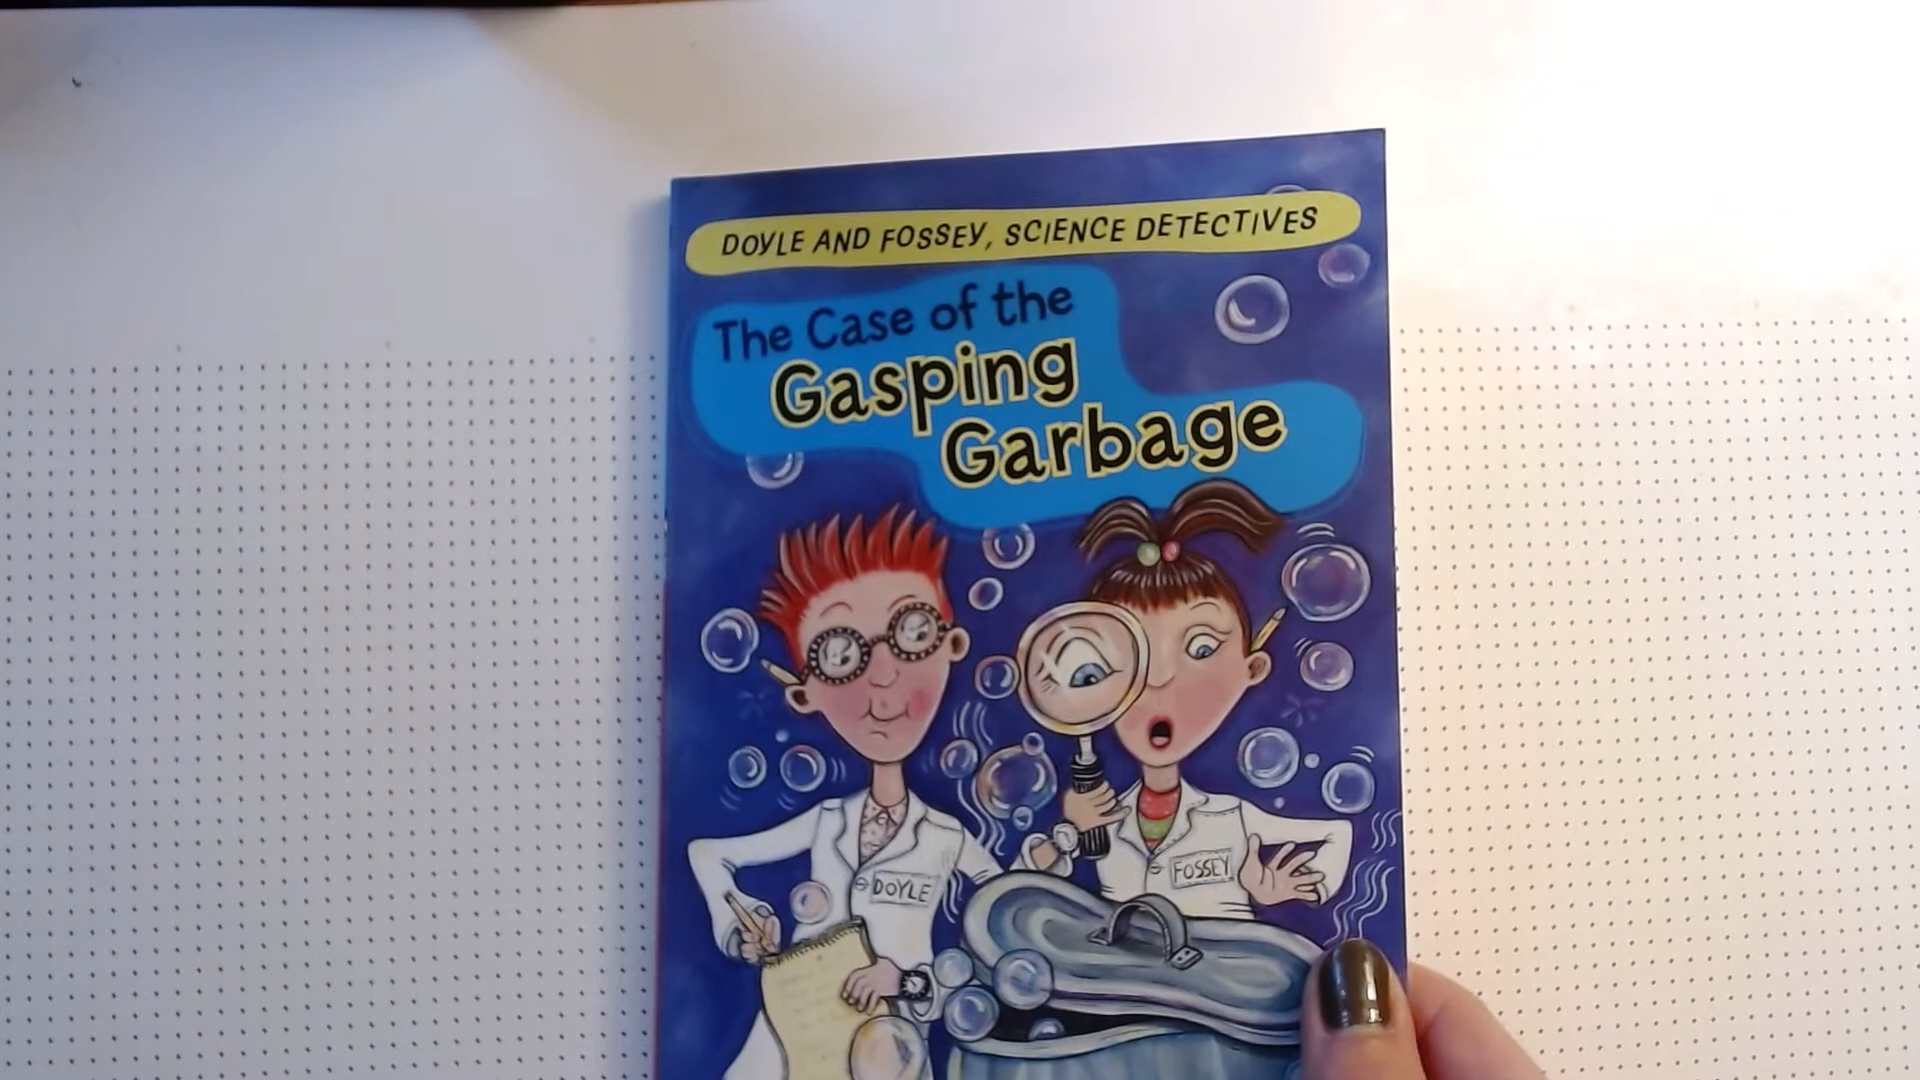 DOYLE AND FOSSEY, SCIENCE DETECTIVES
The Case of the
Gasping
Garbage
DOYLE
FOSSEY